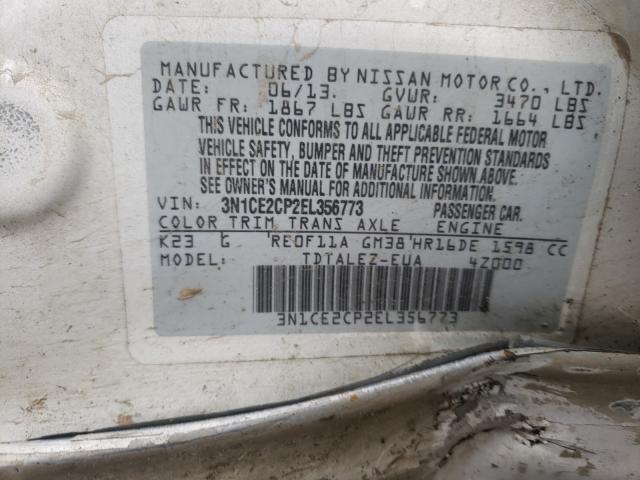 MANUFACTURED BY NISSAN MOTOR CO., LTD.
DATE: 06/13 GVWR: 3470 LBS
GAWR FR: 1867 LBS GAWR RR: 1664 LBS
THIS VEHICLE CONFORMS TO ALL APPLICABLE FEDERAL MOTOR
VEHICLE SAFETY, BUMPER AND THEFT PREVENTION STANDARDS
IN EFFECT ON THE DATE OF MANUFACTURE SHOWN ABOVE.
SEE OWNER'S MANUAL FOR ADDITIONAL INFORMATION.
VIN: 3N1CE2CP2EL356773 PASSENGER CAR.
COLOR TRIM TRANS AXLE ENGINE
K23 G RE0F11A GM38 HR16DE 1598 CC
MODEL: TDTALEZ-EUA 4Z000
3N1CE2CP2EL356773